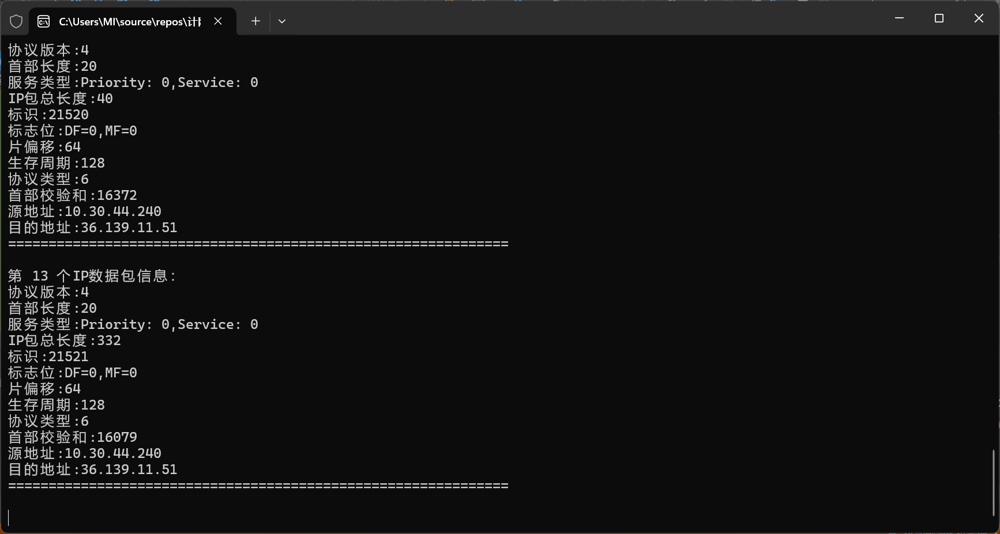 C:\Users\MI\source\repos\计
协议版本:4
首部长度:20
服务类型:Priority: 0,Service: 0
IP包总长度:40
标识:21520
标志位:DF=0,MF=0
片偏移:64
生存周期:128
协议类型:6
首部校验和:16372
源地址:10.30.44.240
目的地址:36.139.11.51
==============================================================
第 13 个IP数据包信息:
协议版本:4
首部长度:20
服务类型:Priority: 0,Service: 0
IP包总长度:332
标识:21521
标志位:DF=0,MF=0
片偏移:64
生存周期:128
协议类型:6
首部校验和:16079
源地址:10.30.44.240
目的地址:36.139.11.51
==============================================================